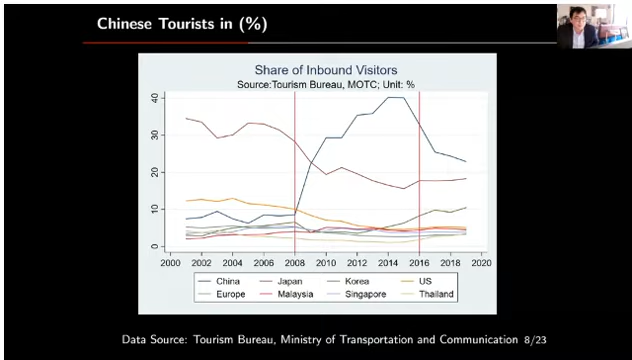 Chinese Tourists in (%)
Share of Inbound Visitors
Source:Tourism Bureau, MOTC; Unit: %
40
30
20
10
0
2000 2002 2004 2006 2008 2010 2012 2014 2016 2018 2020
China Japan Korea US
Europe Malaysia Singapore Thailand
Data Source: Tourism Bureau, Ministry of Transportation and Communication 8/23